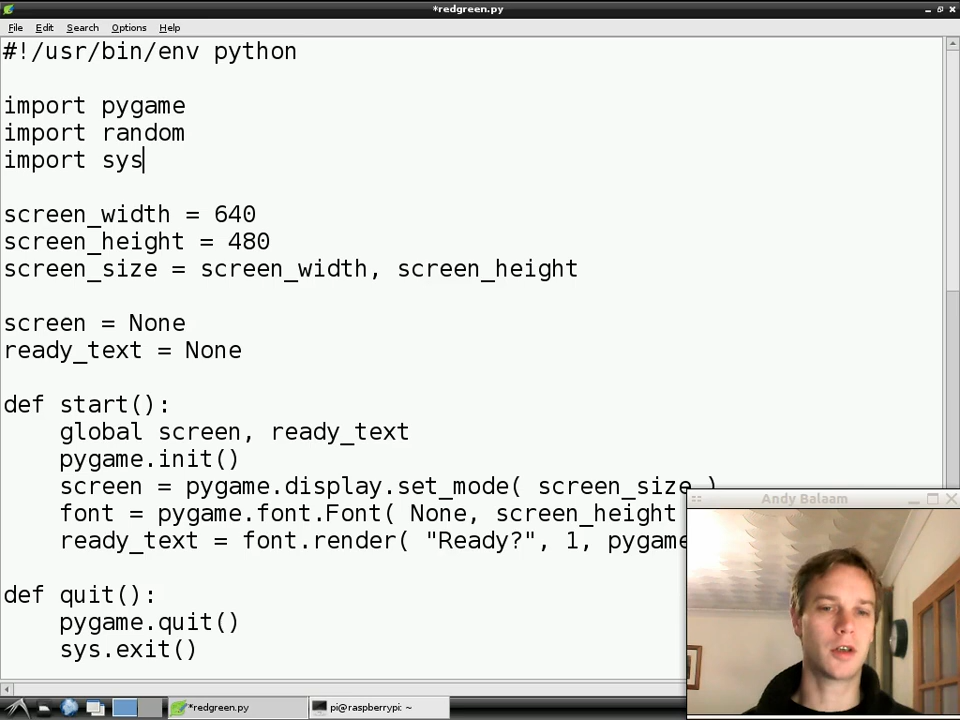 *redgreen.py
File Edit Search Options Help
#!/usr/bin/env python
import pygame
import random
import sys
screen_width = 640
screen_height = 480
screen_size = screen_width, screen_height
screen = None
ready_text = None
def start():
    global screen, ready_text
    pygame.init()
    screen = pygame.display.set_mode( screen_size )
    font = pygame.font.Font( None, screen_height
    ready_text = font.render( "Ready?", 1, pygame
Andy Balaam
def quit():
    pygame.quit()
    sys.exit()
*redgreen.py pi@raspberrypi: ~